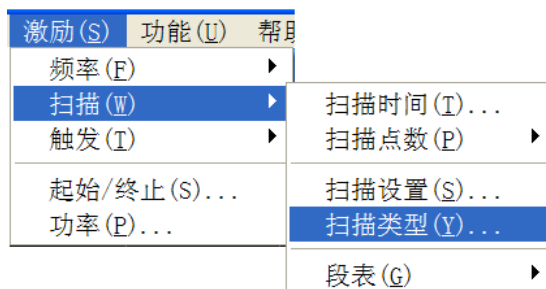 激励(S) 功能(U) 帮
频率(F)
扫描(W)
触发(T)
起始/终止(S)...
功率(P)...
扫描时间(T)...
扫描点数(P)
扫描设置(S)...
扫描类型(Y)...
段表(G)